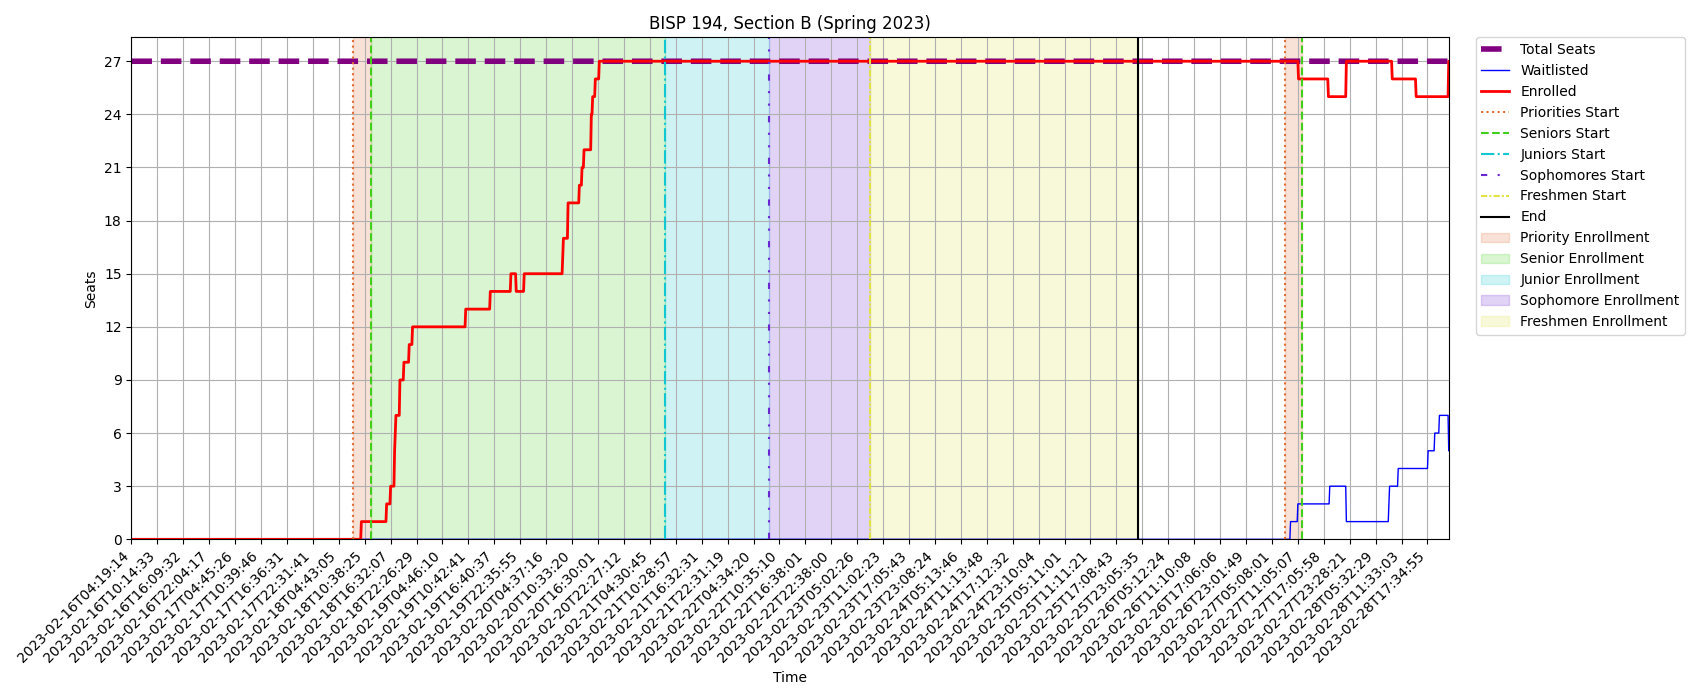 BISP 194, Section B (Spring 2023)
Seats
27
24
21
18
15
12
9
6
3
0
2023-02-16T04:19:14
2023-02-16T10:14:33
2023-02-16T16:09:32
2023-02-16T22:04:17
2023-02-17T04:45:26
2023-02-17T10:39:46
2023-02-17T16:36:31
2023-02-17T22:31:41
2023-02-18T04:43:05
2023-02-18T10:38:25
2023-02-18T16:32:07
2023-02-18T22:26:29
2023-02-19T04:46:10
2023-02-19T10:42:41
2023-02-19T16:40:37
2023-02-19T22:35:55
2023-02-20T04:37:16
2023-02-20T10:33:20
2023-02-20T16:30:01
2023-02-20T22:27:12
2023-02-21T04:30:45
2023-02-21T10:28:57
2023-02-21T16:32:31
2023-02-21T22:31:19
2023-02-22T04:34:20
2023-02-22T10:35:10
2023-02-22T16:38:01
2023-02-22T22:38:00
2023-02-23T05:02:26
2023-02-23T11:02:23
2023-02-23T17:05:43
2023-02-23T23:08:24
2023-02-24T05:13:46
2023-02-24T11:13:48
2023-02-24T17:12:32
2023-02-24T23:10:04
2023-02-25T05:11:01
2023-02-25T11:11:21
2023-02-25T17:08:43
2023-02-25T23:05:35
2023-02-26T05:12:24
2023-02-26T11:10:08
2023-02-26T17:06:06
2023-02-26T23:01:49
2023-02-27T05:08:01
2023-02-27T11:05:07
2023-02-27T17:05:58
2023-02-27T23:28:21
2023-02-28T05:32:29
2023-02-28T11:33:03
2023-02-28T17:34:55
Time
Total Seats
Waitlisted
Enrolled
Priorities Start
Seniors Start
Juniors Start
Sophomores Start
Freshmen Start
End
Priority Enrollment
Senior Enrollment
Junior Enrollment
Sophomore Enrollment
Freshmen Enrollment